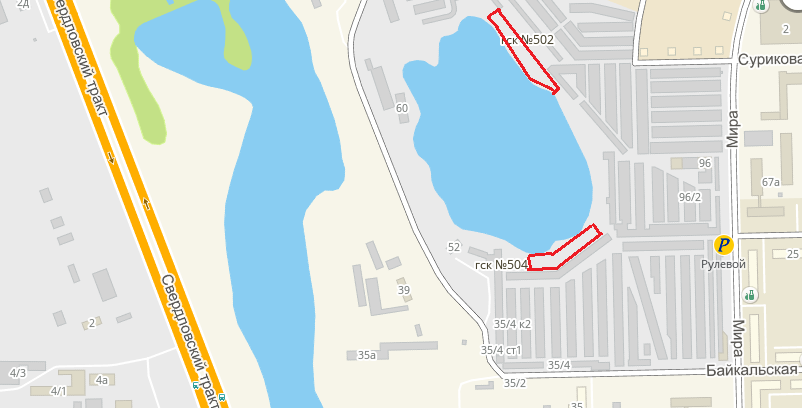 2д
Свердловский тракт
гск №502
2
Сурикова
60
Мира
96
67а
96/2
52
гск №504
Р
Рулевой
25
39
Свердловский тракт
2
35/4 к2
35а
35/4 ст1
35/4
Мира
Байкальская
4/3
4а
4/1
35/2
35